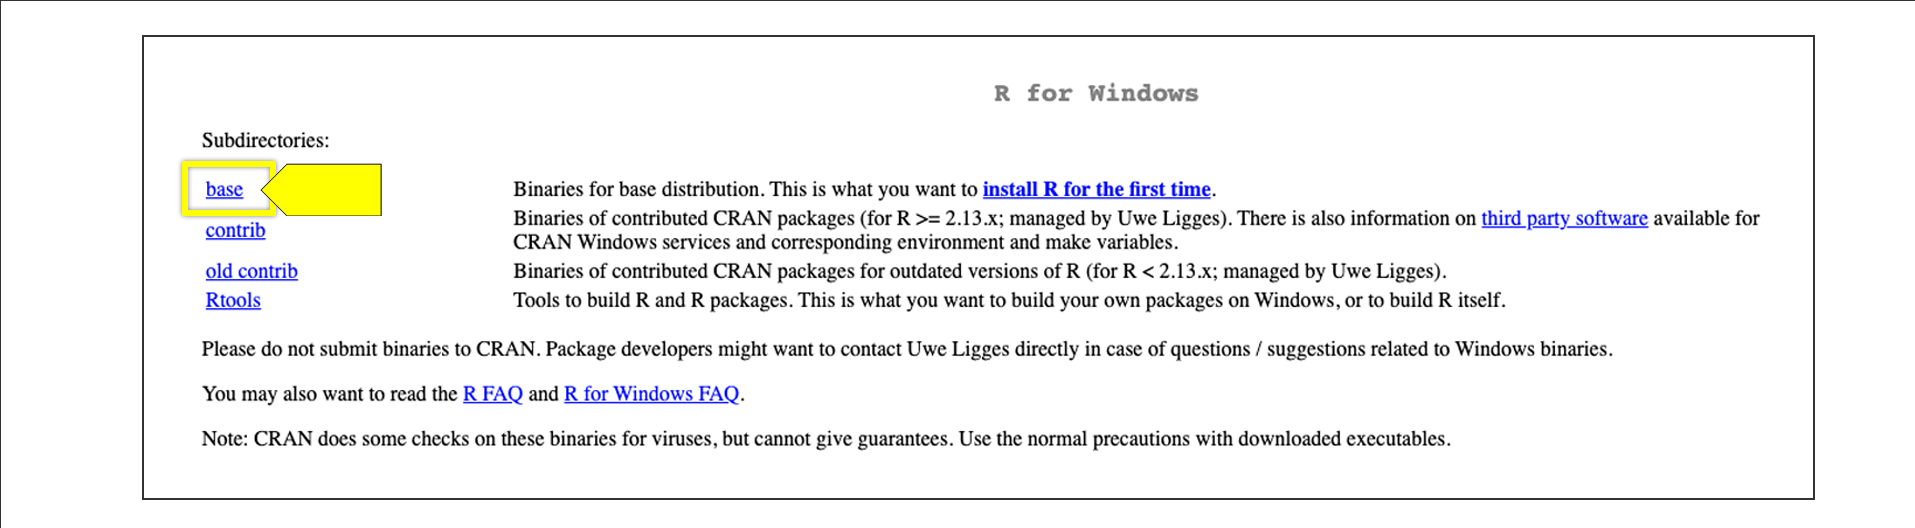 R for Windows
Subdirectories:
base Binaries for base distribution. This is what you want to install R for the first time.
contrib Binaries of contributed CRAN packages (for R >= 2.13.x; managed by Uwe Ligges). There is also information on third party software available for
CRAN Windows services and corresponding environment and make variables.
old contrib Binaries of contributed CRAN packages for outdated versions of R (for R < 2.13.x; managed by Uwe Ligges).
Rtools Tools to build R and R packages. This is what you want to build your own packages on Windows, or to build R itself.
Please do not submit binaries to CRAN. Package developers might want to contact Uwe Ligges directly in case of questions / suggestions related to Windows binaries.
You may also want to read the R FAQ and R for Windows FAQ.
Note: CRAN does some checks on these binaries for viruses, but cannot give guarantees. Use the normal precautions with downloaded executables.